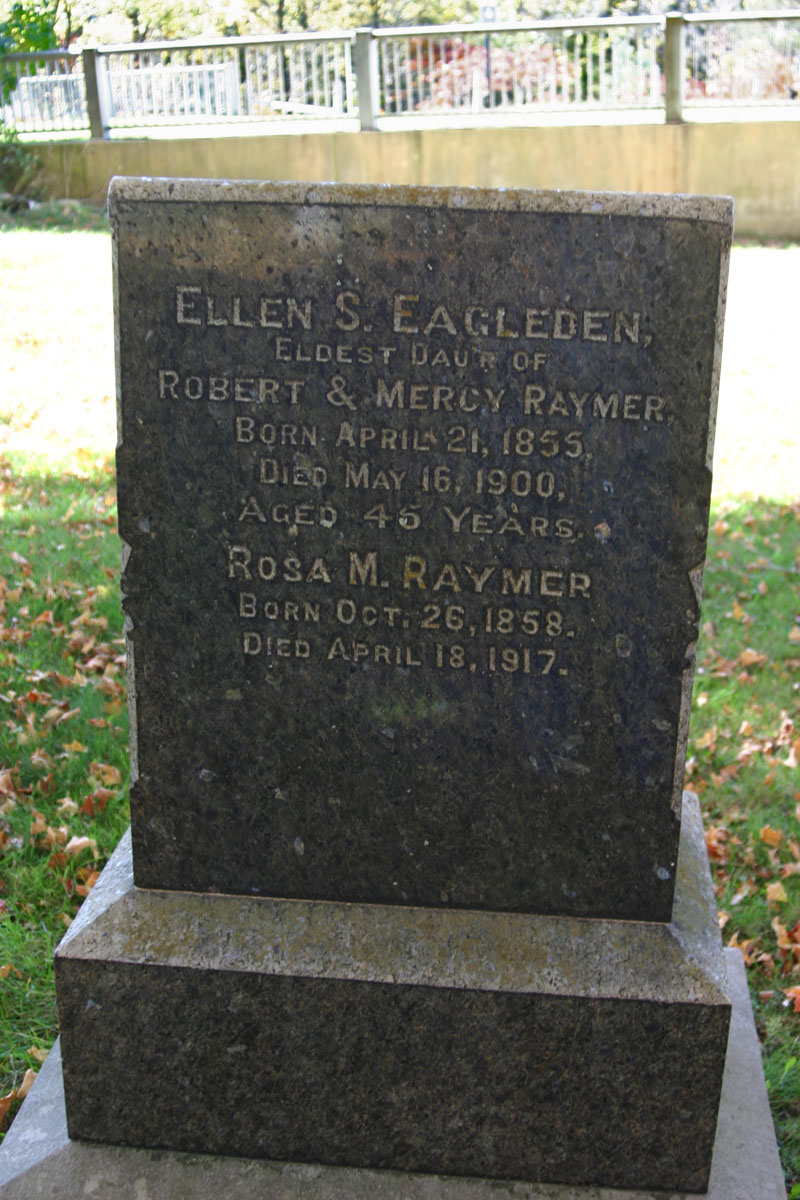 ELLEN S. EAGLEDEN,
ELDEST DAU'R OF
ROBERT & MERCY RAYMER,
BORN APRIL 21, 1855,
DIED MAY 16, 1900,
AGED 45 YEARS.
ROSA M. RAYMER
BORN OCT. 26, 1858.
DIED APRIL 18, 1917.